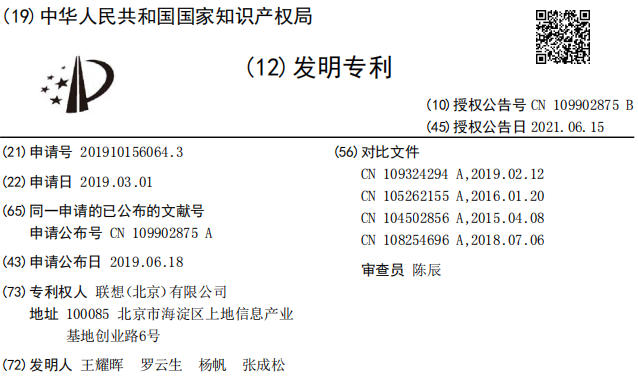 (19)中华人民共和国国家知识产权局
(12)发明专利
(10)授权公告号 CN 109902875 B
(45)授权公告日 2021.06.15
(21)申请号 201910156064.3
(22)申请日 2019.03.01
(65)同一申请的已公布的文献号
申请公布号 CN 109902875 A
(43)申请公布日 2019.06.18
(73)专利权人 联想(北京)有限公司
地址 100085 北京市海淀区上地信息产业
基地创业路6号
(72)发明人 王耀晖 罗云生 杨帆 张成松
(56)对比文件
CN 109324294 A,2019.02.12
CN 105262155 A,2016.01.20
CN 104502856 A,2015.04.08
CN 108254696 A,2018.07.06
审查员 陈辰